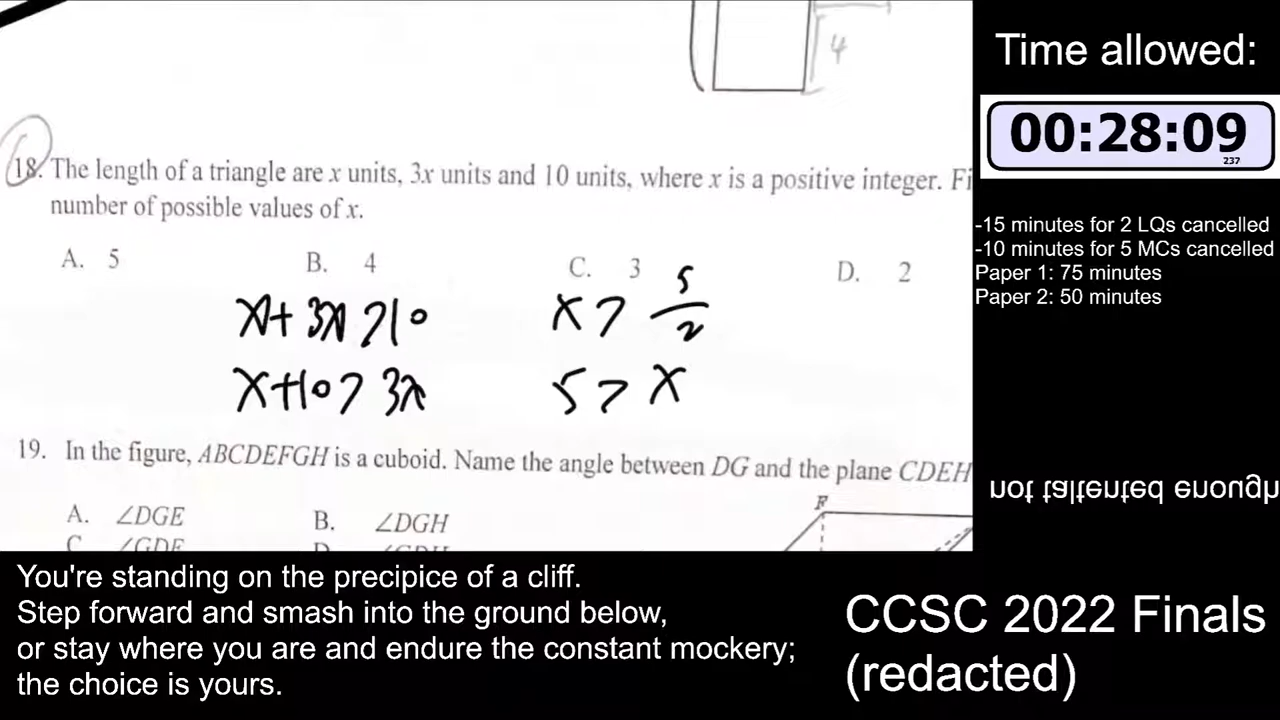 4
18. The length of a triangle are x units, 3x units and 10 units, where x is a positive integer. Fi
number of possible values of x.
A. 5 B. 4 C. 3 D. 2
x + 3x > 10 x > 5/2
x + 10 > 3x 5 > x
19. In the figure, ABCDEFGH is a cuboid. Name the angle between DG and the plane CDEH
F
A. ∠DGE B. ∠DGH
C. ∠GDE D. ∠GDH
Time allowed:
00:28:09
237
-15 minutes for 2 LQs cancelled
-10 minutes for 5 MCs cancelled
Paper 1: 75 minutes
Paper 2: 50 minutes
not taltented enough
You're standing on the precipice of a cliff.
Step forward and smash into the ground below,
or stay where you are and endure the constant mockery;
the choice is yours.
CCSC 2022 Finals
(redacted)